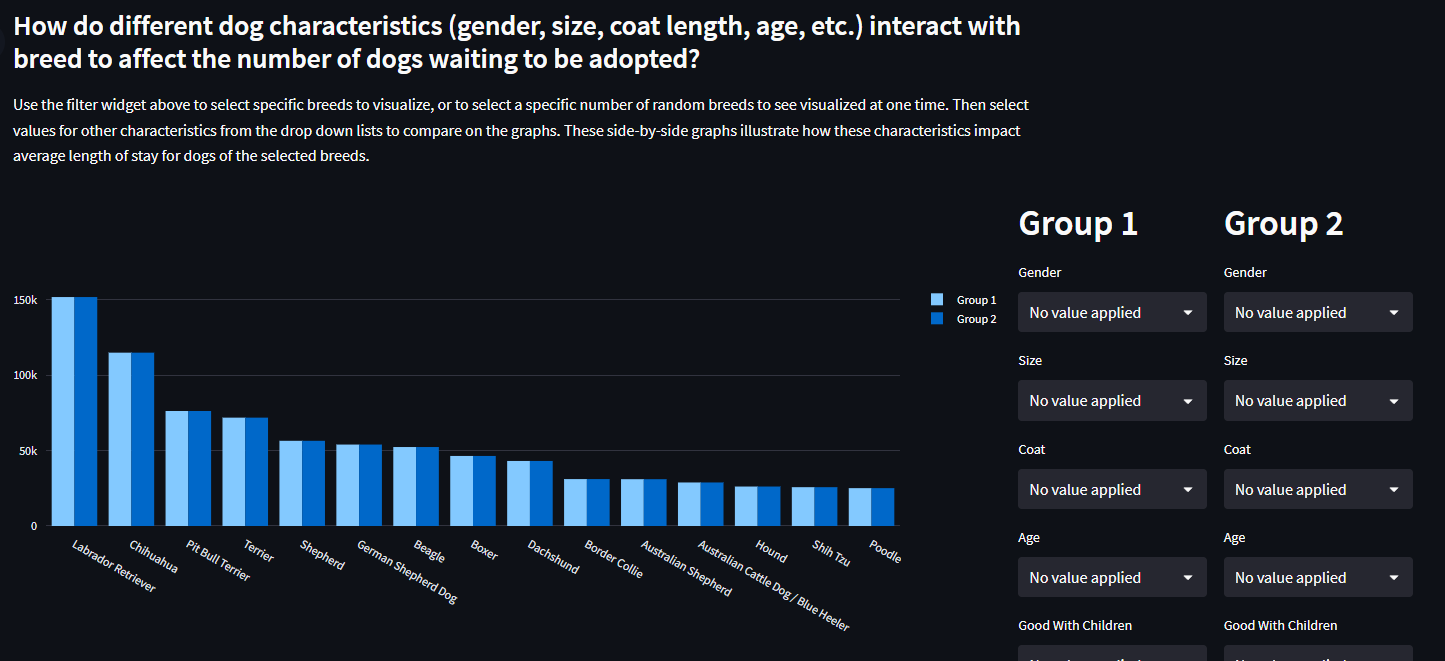 How do different dog characteristics (gender, size, coat length, age, etc.) interact with
breed to affect the number of dogs waiting to be adopted?
Use the filter widget above to select specific breeds to visualize, or to select a specific number of random breeds to see visualized at one time. Then select
values for other characteristics from the drop down lists to compare on the graphs. These side-by-side graphs illustrate how these characteristics impact
average length of stay for dogs of the selected breeds.
150k
100k
50k
0
Labrador Retriever
Chihuahua
Pit Bull Terrier
Terrier
Shepherd
German Shepherd Dog
Beagle
Boxer
Dachshund
Border Collie
Australian Shepherd
Australian Cattle Dog / Blue Heeler
Hound
Shih Tzu
Poodle
Group 1
Group 2
Group 1
Gender
No value applied
Size
No value applied
Coat
No value applied
Age
No value applied
Good With Children
Group 2
Gender
No value applied
Size
No value applied
Coat
No value applied
Age
No value applied
Good With Children